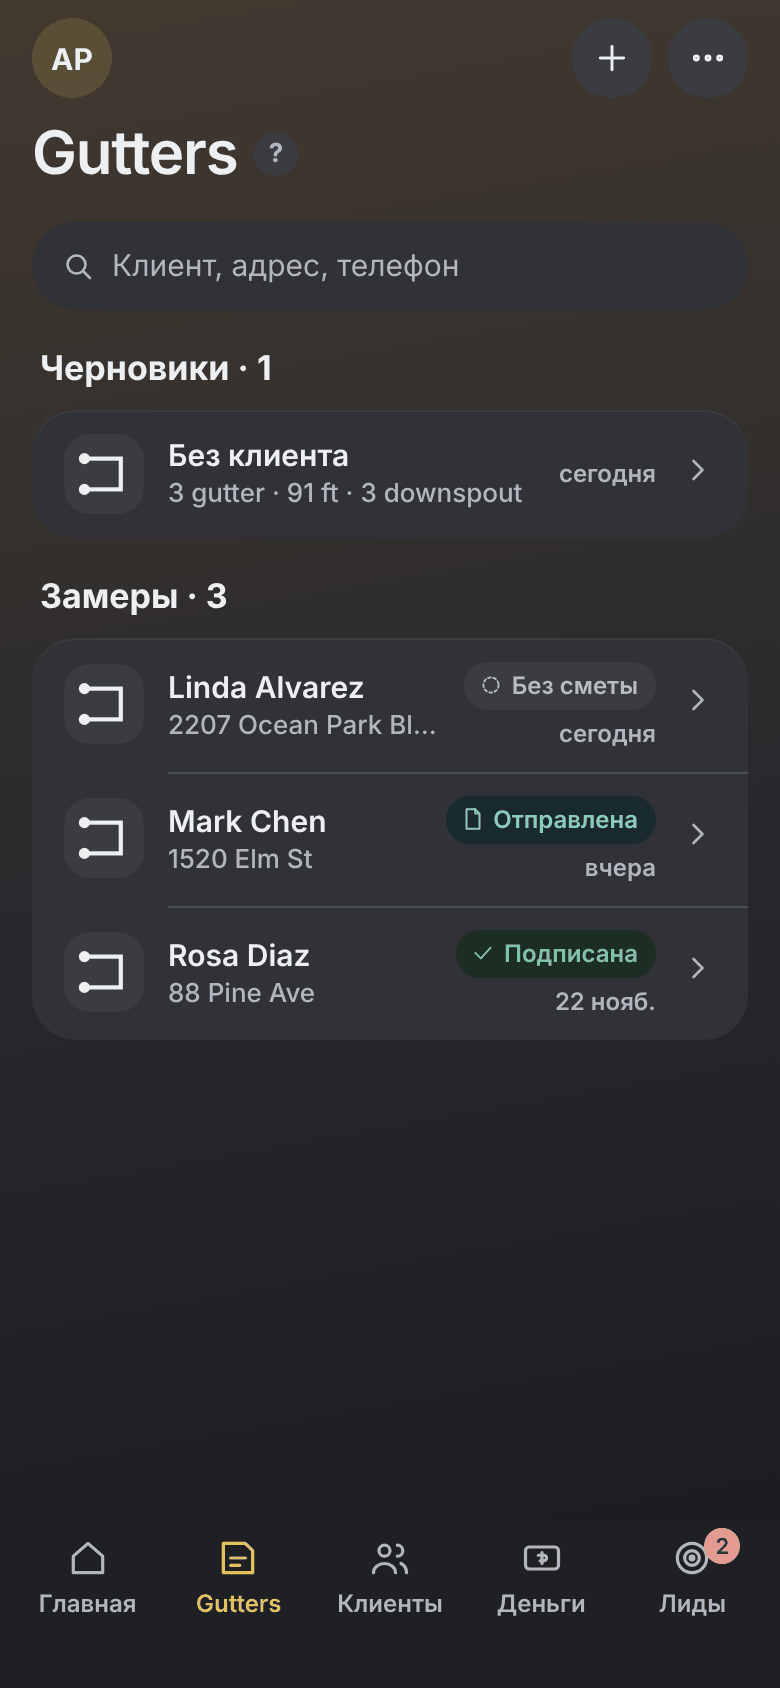 AP
Gutters ?
Клиент, адрес, телефон
Черновики · 1
Без клиента
3 gutter · 91 ft · 3 downspout
сегодня
Замеры · 3
Linda Alvarez
2207 Ocean Park Bl...
Без сметы
сегодня
Mark Chen
1520 Elm St
Отправлена
вчера
Rosa Diaz
88 Pine Ave
Подписана
22 нояб.
2
Главная
Gutters
Клиенты
Деньги
Лиды